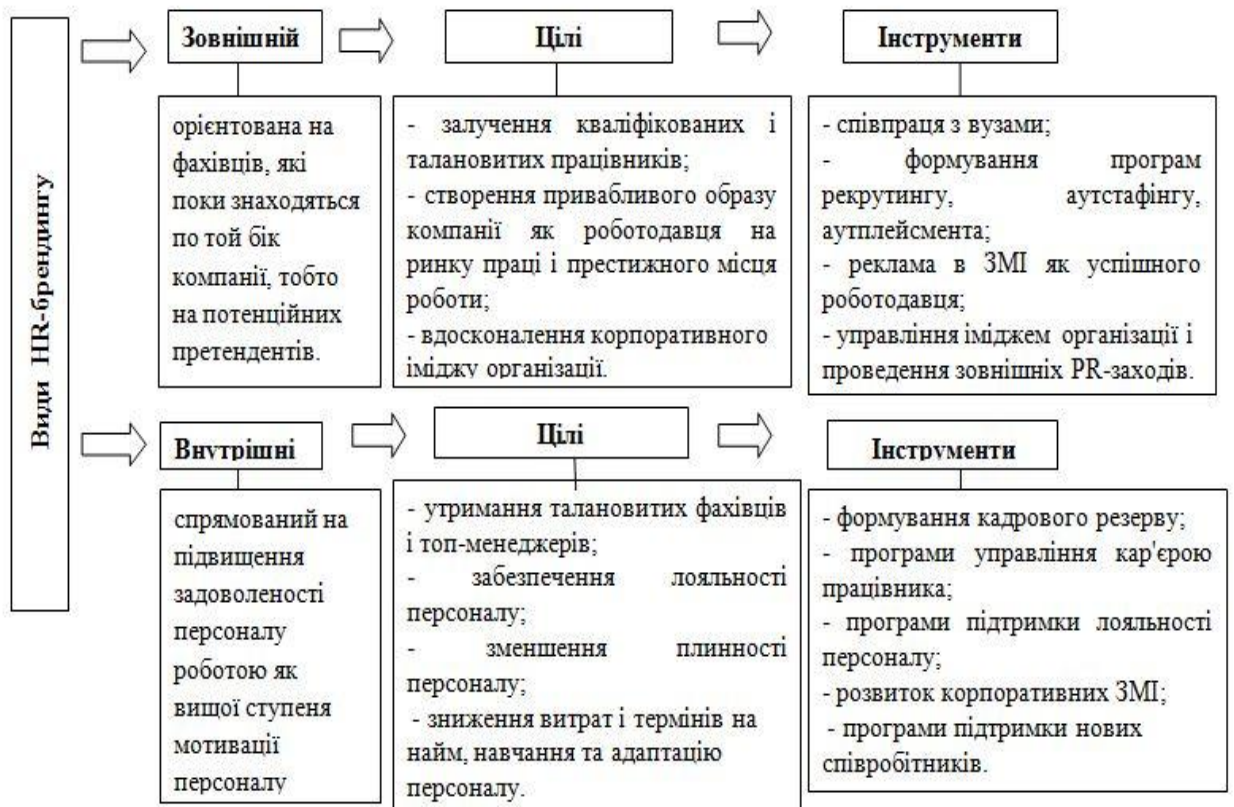 Види HR-брендингу
Зовнішній
Цілі
Інструменти
орієнтована на
фахівців, які
поки знаходяться
по той бік
компанії, тобто
на потенційних
претендентів.
- залучення кваліфікованих і
талановитих працівників;
- створення привабливого образу
компанії як роботодавця на
ринку праці і престижного місця
роботи;
- вдосконалення корпоративного
іміджу організації.
- співпраця з вузами;
- формування програм
рекрутингу, аутстафінгу,
аутплейсмента;
- реклама в ЗМІ як успішного
роботодавця;
- управління іміджем організації і
проведення зовнішніх PR-заходів.
Внутрішні
Цілі
Інструменти
спрямований на
підвищення
задоволеності
персоналу
роботою як
вищої ступеня
мотивації
персоналу
- утримання талановитих фахівців
і топ-менеджерів;
- забезпечення лояльності
персоналу;
- зменшення плинності
персоналу;
- зниження витрат і термінів на
найм, навчання та адаптацію
персоналу.
- формування кадрового резерву;
- програми управління кар'єрою
працівника;
- програми підтримки лояльності
персоналу;
- розвиток корпоративних ЗМІ;
- програми підтримки нових
співробітників.